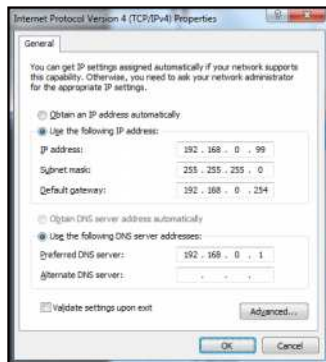 Internet Protocol Version 4 (TCP/IPv4) Properties
General
You can get IP settings assigned automatically if your network supports
this capability. Otherwise, you need to ask your network administrator
for the appropriate IP settings.
Obtain an IP address automatically
Use the following IP address:
IP address: 192 . 168 . 0 . 99
Subnet mask: 255 . 255 . 255 . 0
Default gateway: 192 . 168 . 0 . 254
Obtain DNS server address automatically
Use the following DNS server addresses:
Preferred DNS server: 192 . 168 . 0 . 1
Alternate DNS server: . . .
Validate settings upon exit
Advanced...
OK Cancel